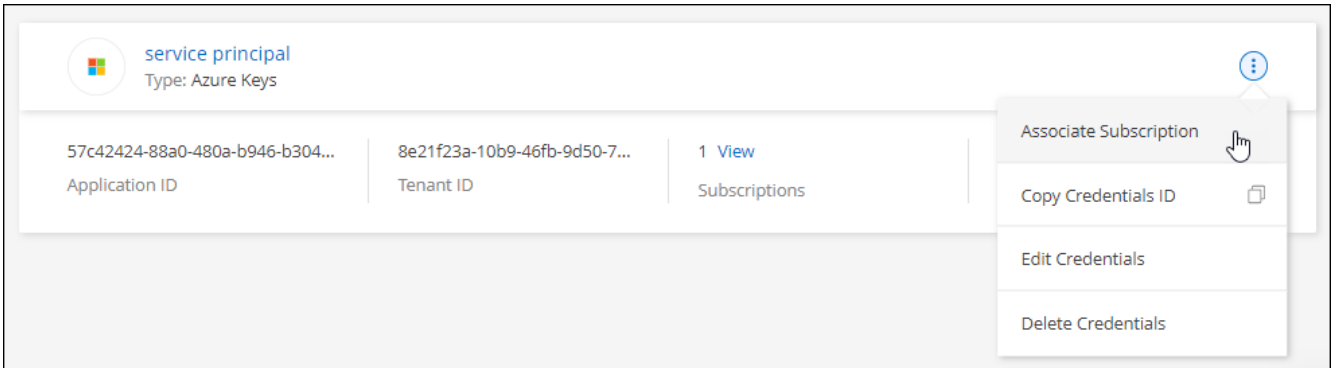 service principal
Type: Azure Keys
57c42424-88a0-480a-b946-b304...
Application ID
8e21f23a-10b9-46fb-9d50-7...
Tenant ID
1 View
Subscriptions
Associate Subscription
Copy Credentials ID
Edit Credentials
Delete Credentials